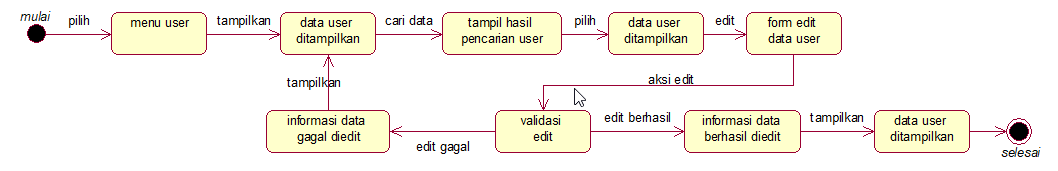 mulai
pilih
menu user
tampilkan
data user
ditampilkan
cari data
tampil hasil
pencarian user
pilih
data user
ditampilkan
edit
form edit
data user
aksi edit
tampilkan
informasi data
gagal diedit
edit gagal
validasi
edit
edit berhasil
informasi data
berhasil diedit
tampilkan
data user
ditampilkan
selesai